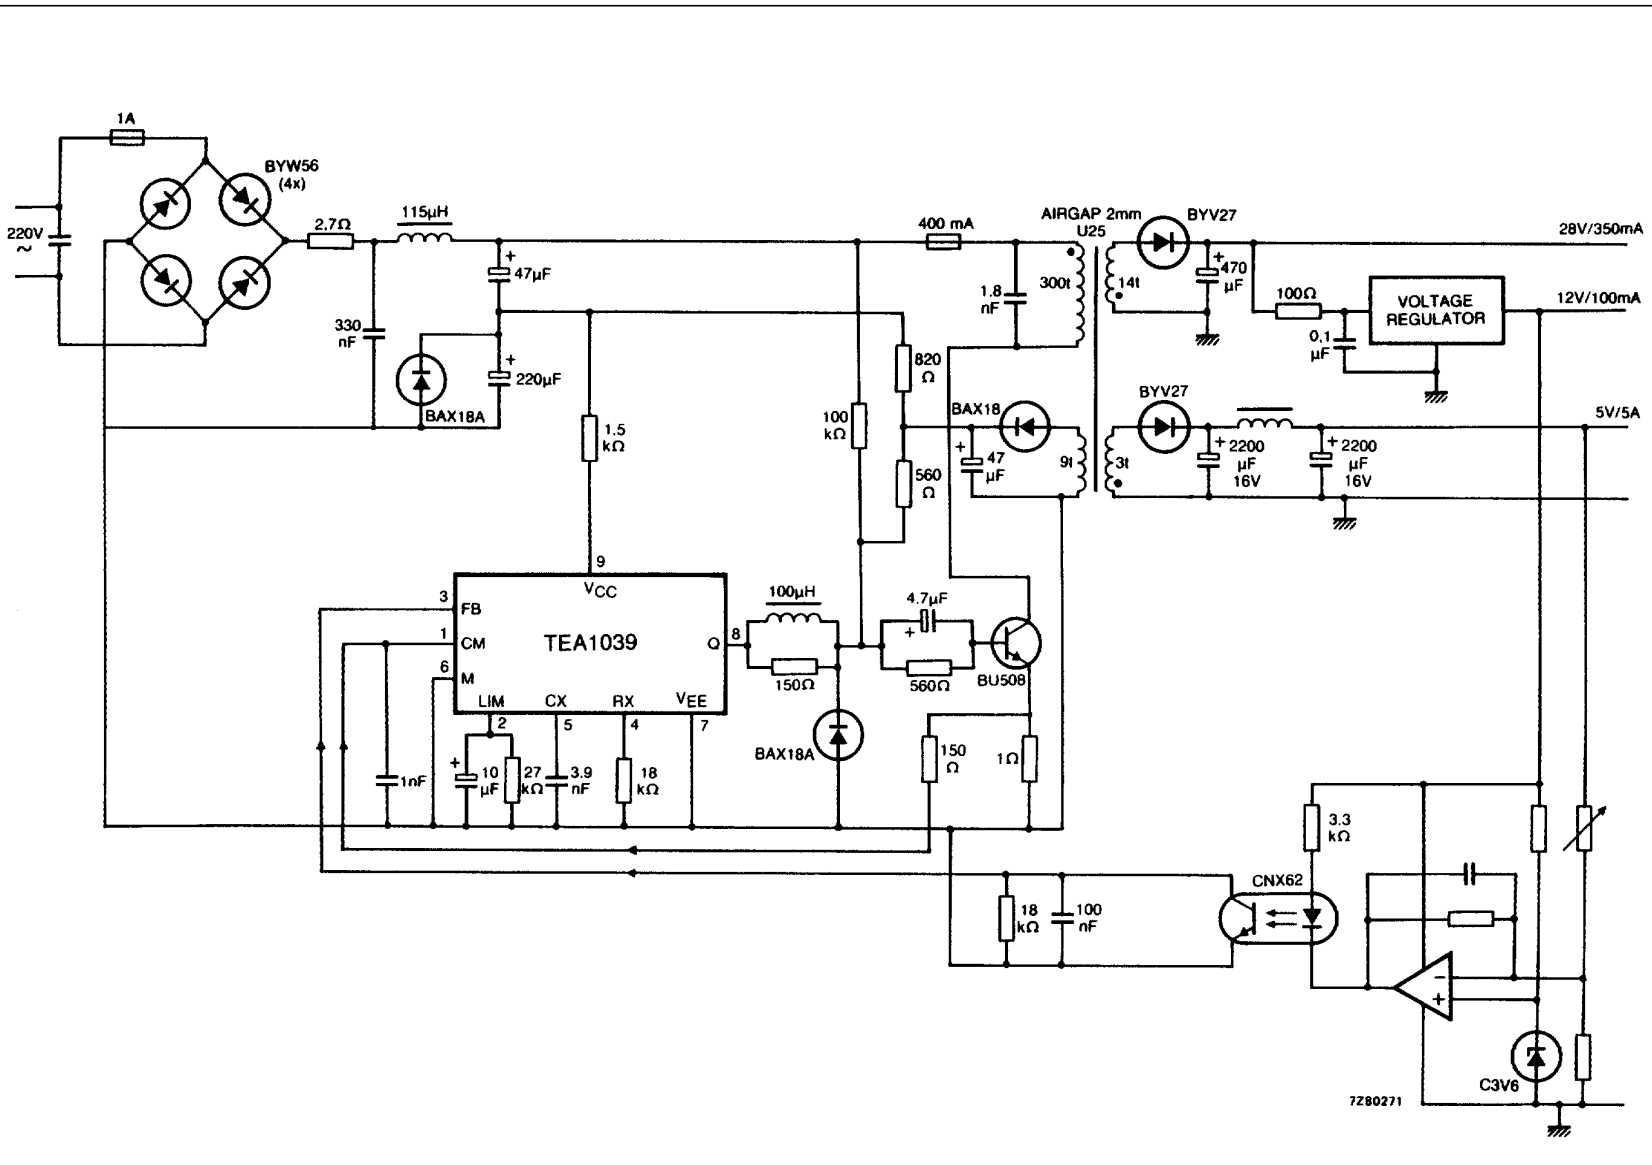 1A
BYW56
(4x)
220V
~
2,7Ω
115µH
47µF
330
nF
220µF
BAX18A
400 mA
AIRGAP 2mm
U25
BYV27
28V/350mA
300t
14t
470
µF
1.8
nF
100Ω
VOLTAGE
REGULATOR
12V/100mA
0,1
µF
820
Ω
BAX18
BYV27
5V/5A
1,5
kΩ
100
kΩ
560
Ω
47
µF
9t
3t
2200
µF
16V
2200
µF
16V
9
VCC
3
FB
1
CM
6
M
TEA1039
Q
8
LIM
CX
RX
VEE
2
5
4
7
100µH
150Ω
4.7µF
560Ω
BU508
BAX18A
150
Ω
1Ω
1nF
10
µF
27
kΩ
3.9
nF
18
kΩ
3.3
kΩ
CNX62
18
kΩ
100
nF
−
+
C3V6
7Z80271